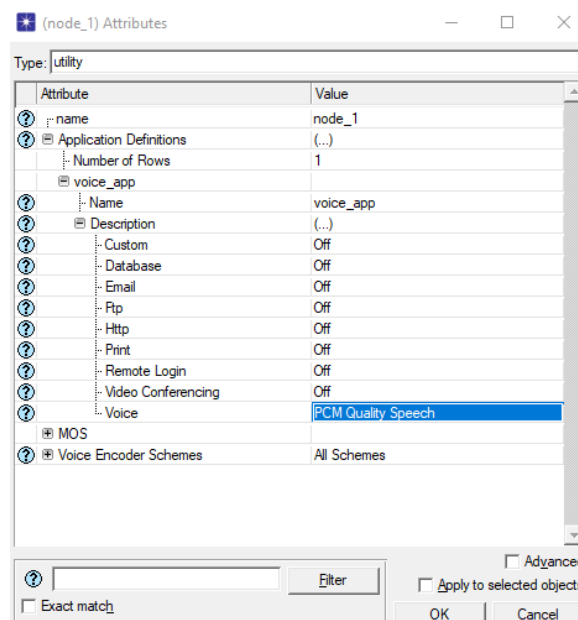 (node_1) Attributes
Type: utility
Attribute Value
name node_1
Application Definitions (...)
Number of Rows 1
voice_app
Name voice_app
Description (...)
Custom Off
Database Off
Email Off
Ftp Off
Http Off
Print Off
Remote Login Off
Video Conferencing Off
Voice PCM Quality Speech
MOS
Voice Encoder Schemes All Schemes
Advanced
Filter Apply to selected objects
Exact match
OK Cancel